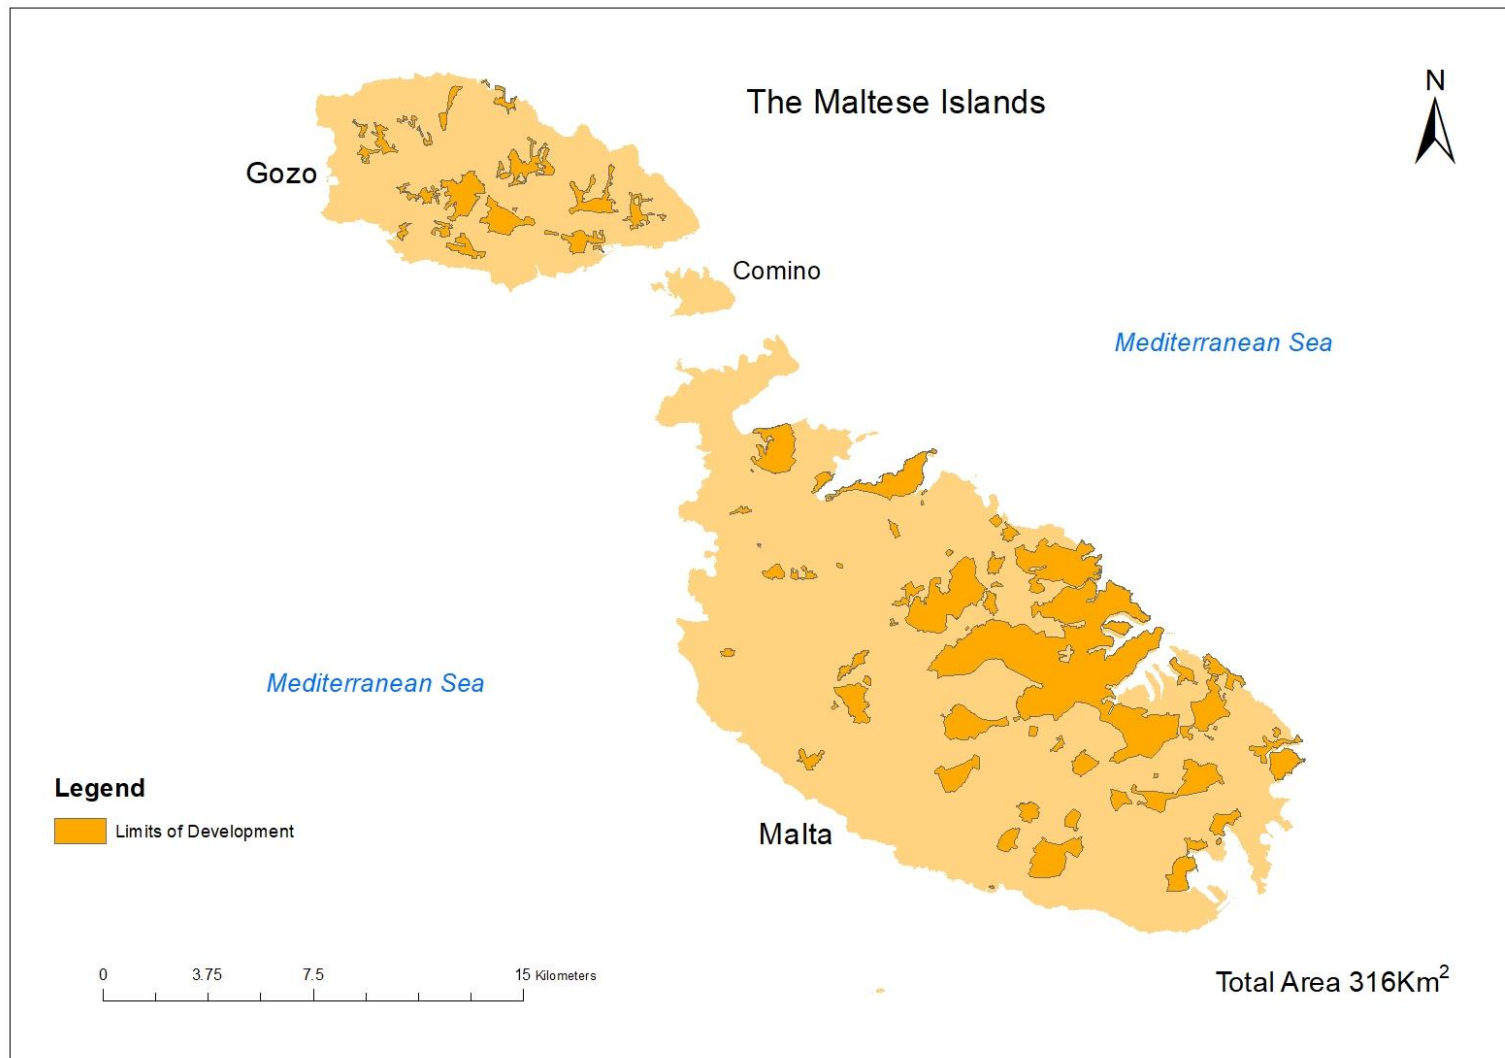 The Maltese Islands
N
Gozo
Comino
Mediterranean Sea
Mediterranean Sea
Legend
Limits of Development
Malta
0 3.75 7.5 15 Kilometers
Total Area 316Km²